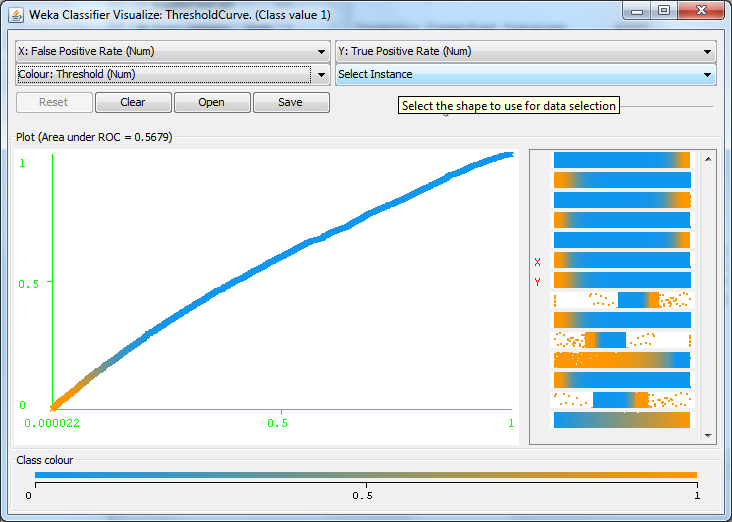 Weka Classifier Visualize: ThresholdCurve. (Class value 1)
X: False Positive Rate (Num)
Y: True Positive Rate (Num)
Colour: Threshold (Num)
Select Instance
Reset
Clear
Open
Save
Select the shape to use for data selection
Plot (Area under ROC = 0.5679)
1
0.5
0
0.000022
0.5
1
X
Y
Class colour
0
0.5
1